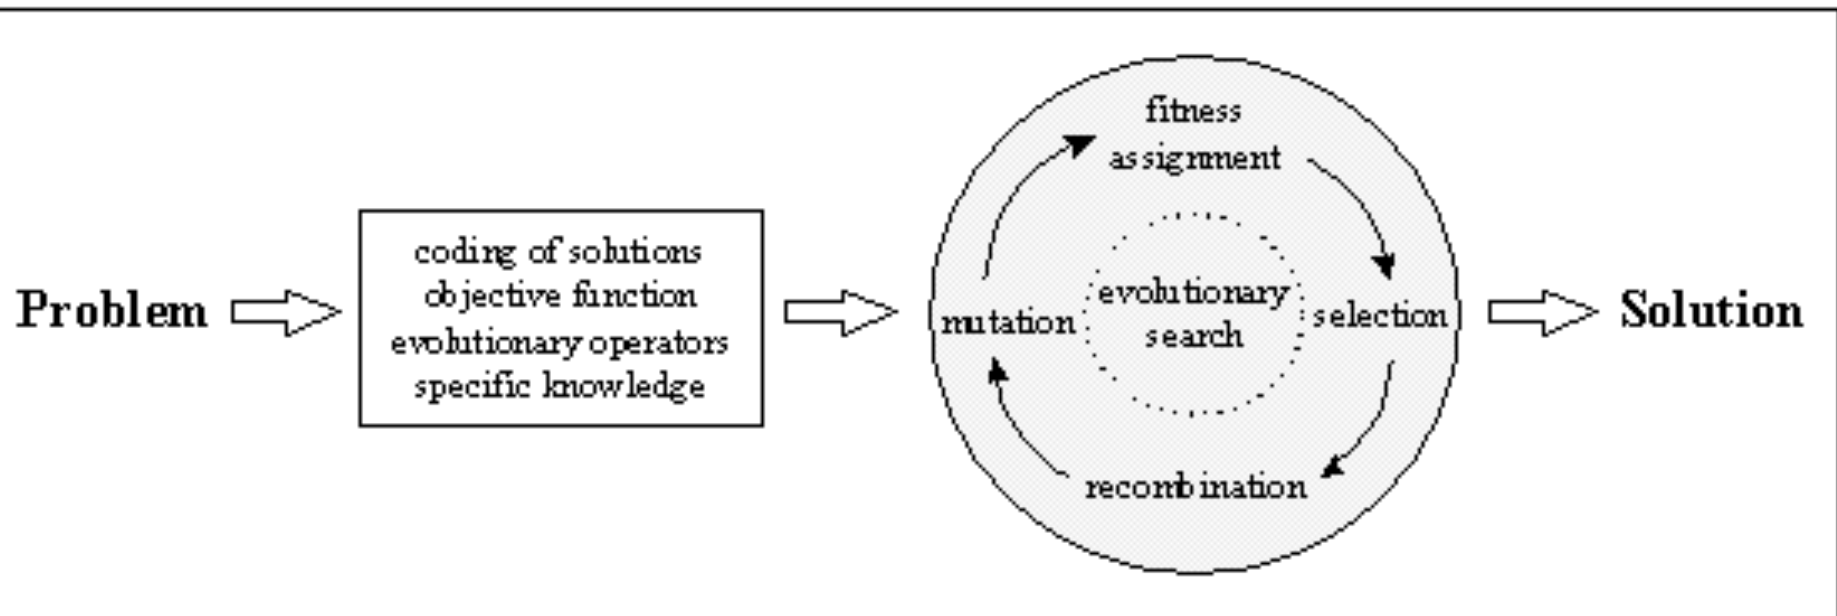 Problem
coding of solutions
objective function
evolutionary operators
specific knowledge
fitness
assignment
evolutionary
search
mutation
selection
recombination
Solution